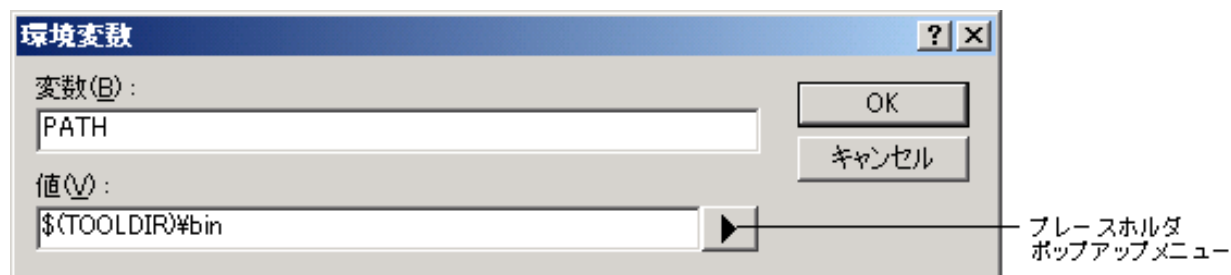 環境変数
変数(B):
PATH
OK
キャンセル
値(V):
$(TOOLDIR)¥bin
プレースホルダ
ポップアップメニュー